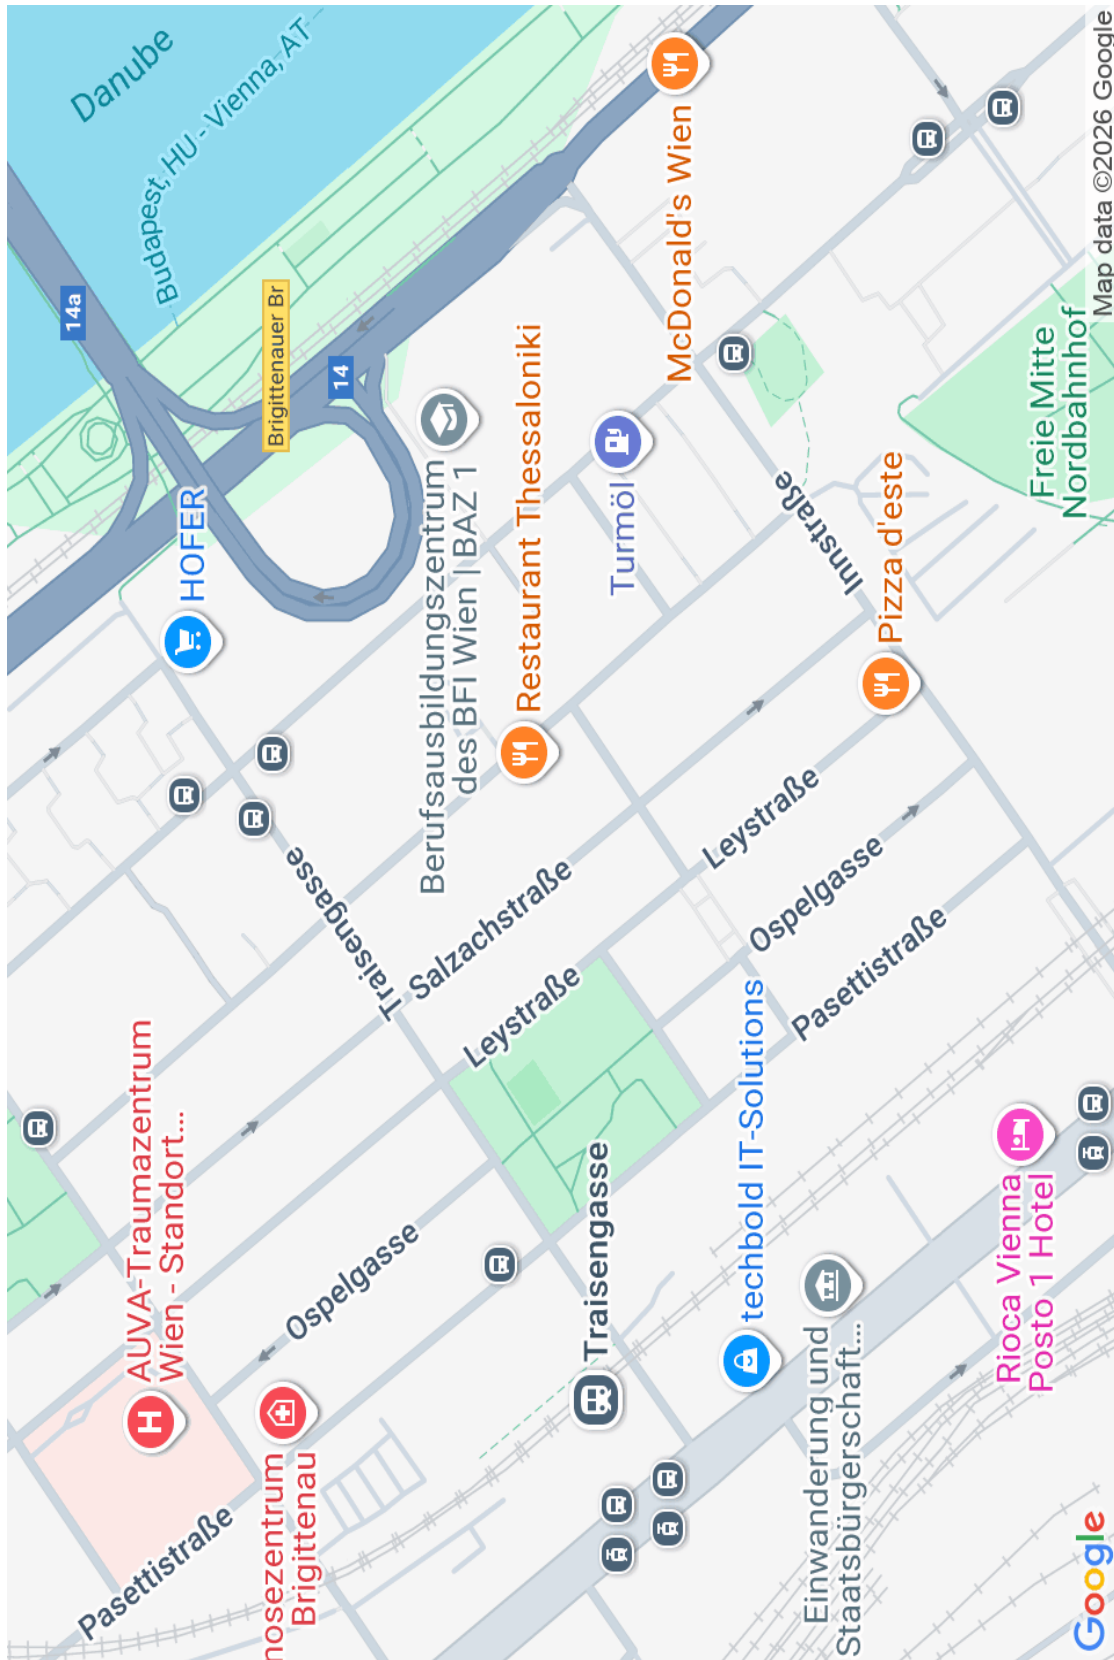 Danube
Budapest, HU - Vienna, AT
14a
Brigittenauer Br
14
HOFER
McDonald's Wien
Berufsausbildungszentrum
des BFI Wien | BAZ 1
Restaurant Thessaloniki
Turmöl
Innstraße
Pizza d'este
Freie Mitte
Nordbahnhof
Traisengasse
Salzachstraße
Leystraße
Leystraße
Ospelgasse
Pasettistraße
AUVA-Traumazentrum
Wien - Standort...
H
Ospelgasse
nosezentrum
Brigittenau
Pasettistraße
Traisengasse
techbold IT-Solutions
Einwanderung und
Staatsbürgerschaft...
Rioca Vienna
Posto 1 Hotel
Google
Map data ©2026 Google